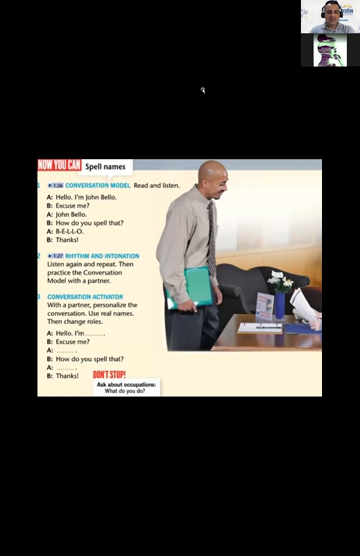 NOW YOU CAN Spell names
1 1:26 CONVERSATION MODEL Read and listen.
A: Hello. I'm John Bello.
B: Excuse me?
A: John Bello.
B: How do you spell that?
A: B-E-L-L-O.
B: Thanks!
2 1:27 RHYTHM AND INTONATION
Listen again and repeat. Then
practice the Conversation
Model with a partner.
3 CONVERSATION ACTIVATOR
With a partner, personalize the
conversation. Use real names.
Then change roles.
A: Hello. I'm ........ .
B: Excuse me?
A: ........ .
B: How do you spell that?
A: ........ .
B: Thanks!
DON'T STOP!
Ask about occupations:
What do you do?